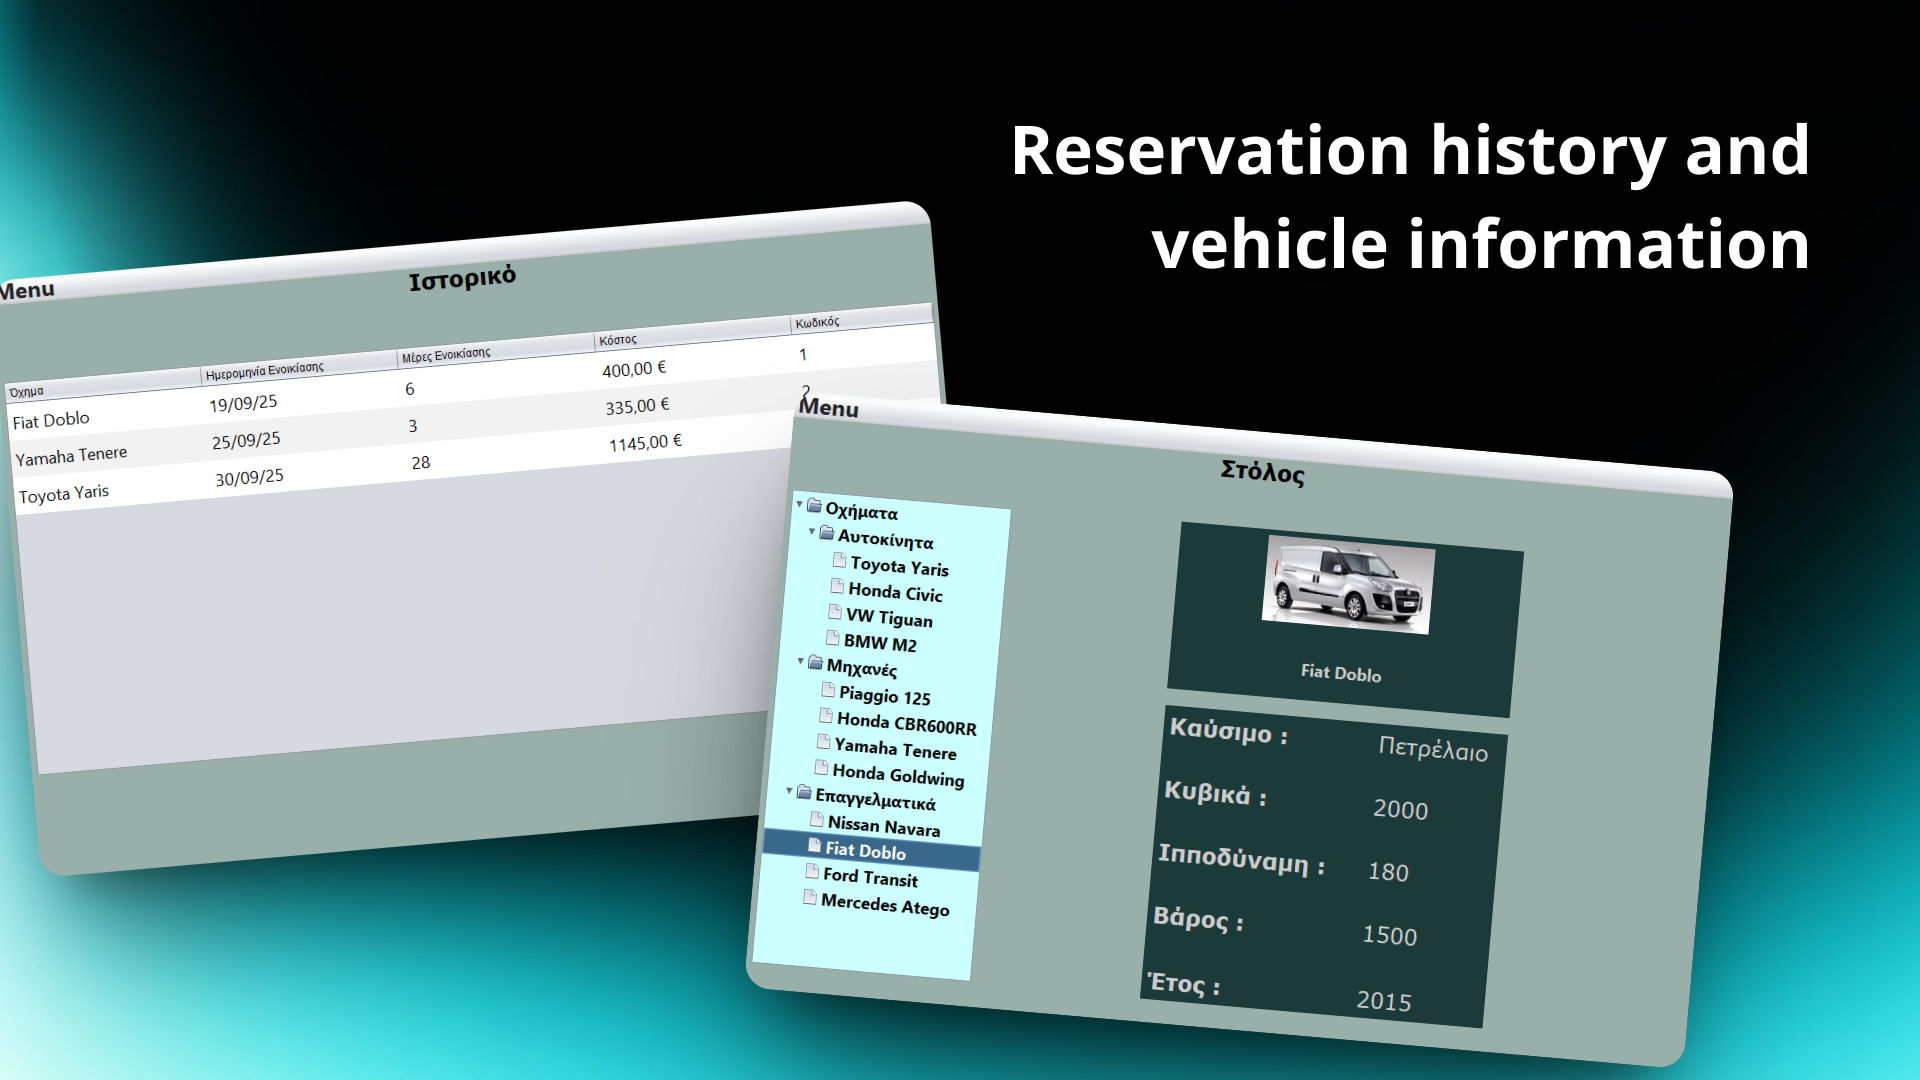 Reservation history and
vehicle information
Menu
Ιστορικό
Όχημα Ημερομηνία Ενοικίασης Μέρες Ενοικίασης Κόστος Κωδικός
Fiat Doblo 19/09/25 6 400,00 € 1
Yamaha Tenere 25/09/25 3 335,00 € 2
Toyota Yaris 30/09/25 28 1145,00 €
Menu
Στόλος
Οχήματα
Αυτοκίνητα
Toyota Yaris
Honda Civic
VW Tiguan
BMW M2
Μηχανές
Piaggio 125
Honda CBR600RR
Yamaha Tenere
Honda Goldwing
Επαγγελματικά
Nissan Navara
Fiat Doblo
Ford Transit
Mercedes Atego
Fiat Doblo
Καύσιμο : Πετρέλαιο
Κυβικά : 2000
Ιπποδύναμη : 180
Βάρος : 1500
Έτος : 2015